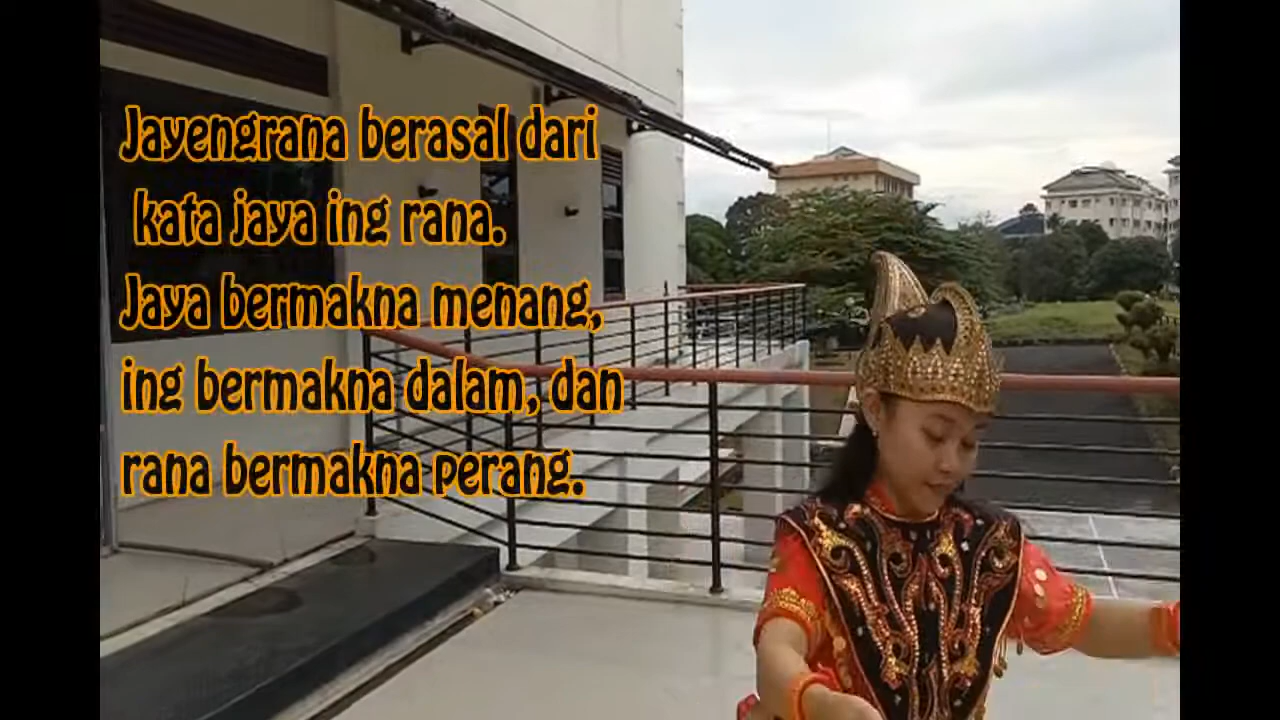 Jayengrana berasal dari
kata jaya ing rana.
Jaya bermakna menang,
ing bermakna dalam, dan
rana bermakna perang.